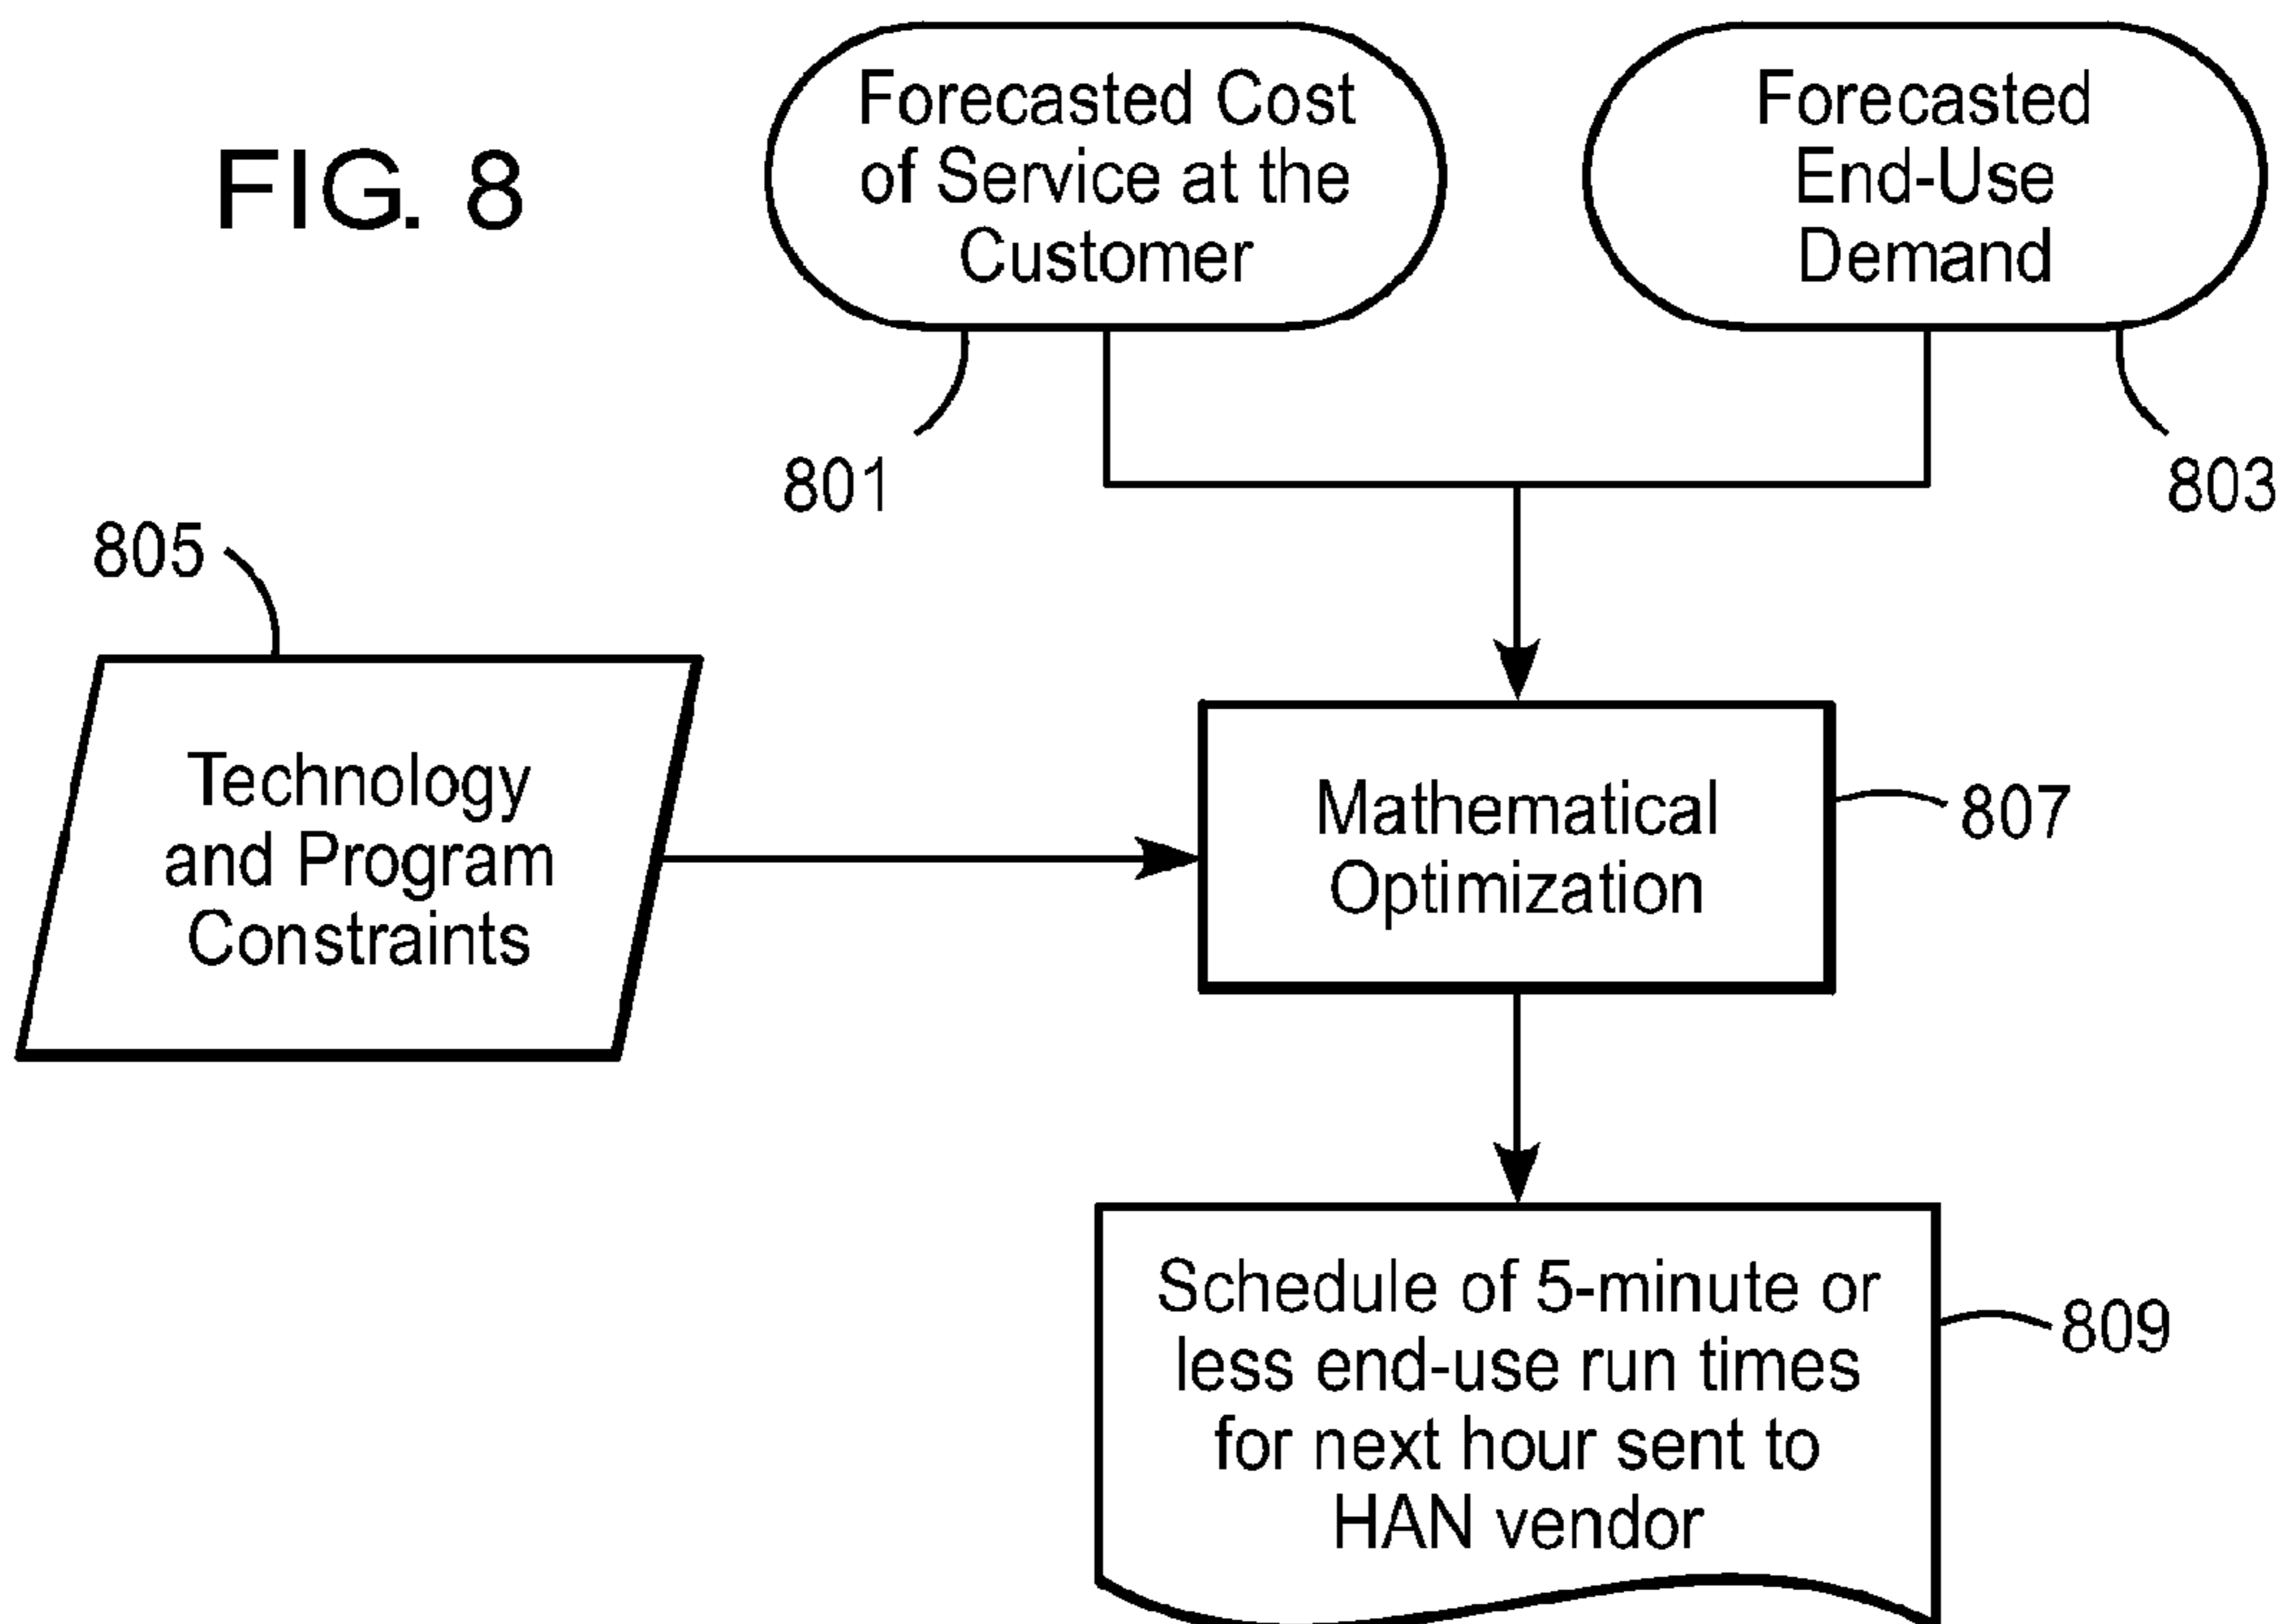 FIG. 8
Forecasted Cost
of Service at the
Customer
Forecasted
End-Use
Demand
801
803
805
Technology
and Program
Constraints
Mathematical
Optimization
807
Schedule of 5-minute or
less end-use run times
for next hour sent to
HAN vendor
809